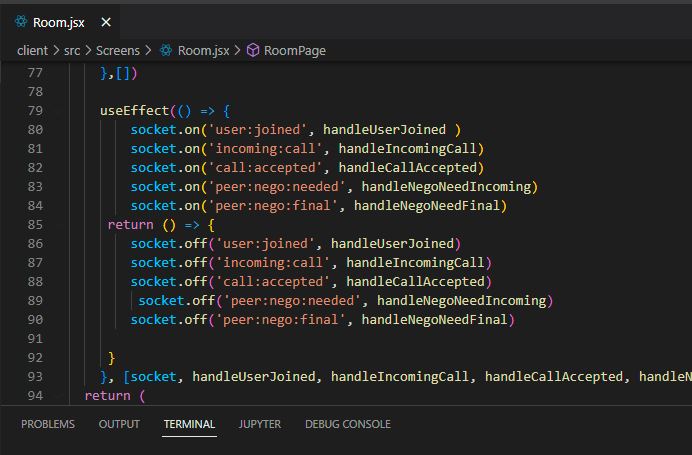 Room.jsx ×
client > src > Screens > Room.jsx > RoomPage
77 },[])
78
79 useEffect(() => {
80 socket.on('user:joined', handleUserJoined )
81 socket.on('incoming:call', handleIncomingCall)
82 socket.on('call:accepted', handleCallAccepted)
83 socket.on('peer:nego:needed', handleNegoNeedIncoming)
84 socket.on('peer:nego:final', handleNegoNeedFinal)
85 return () => {
86 socket.off('user:joined', handleUserJoined)
87 socket.off('incoming:call', handleIncomingCall)
88 socket.off('call:accepted', handleCallAccepted)
89 socket.off('peer:nego:needed', handleNegoNeedIncoming)
90 socket.off('peer:nego:final', handleNegoNeedFinal)
91
92 }
93 }, [socket, handleUserJoined, handleIncomingCall, handleCallAccepted, handleN
94 return (
PROBLEMS OUTPUT TERMINAL JUPYTER DEBUG CONSOLE